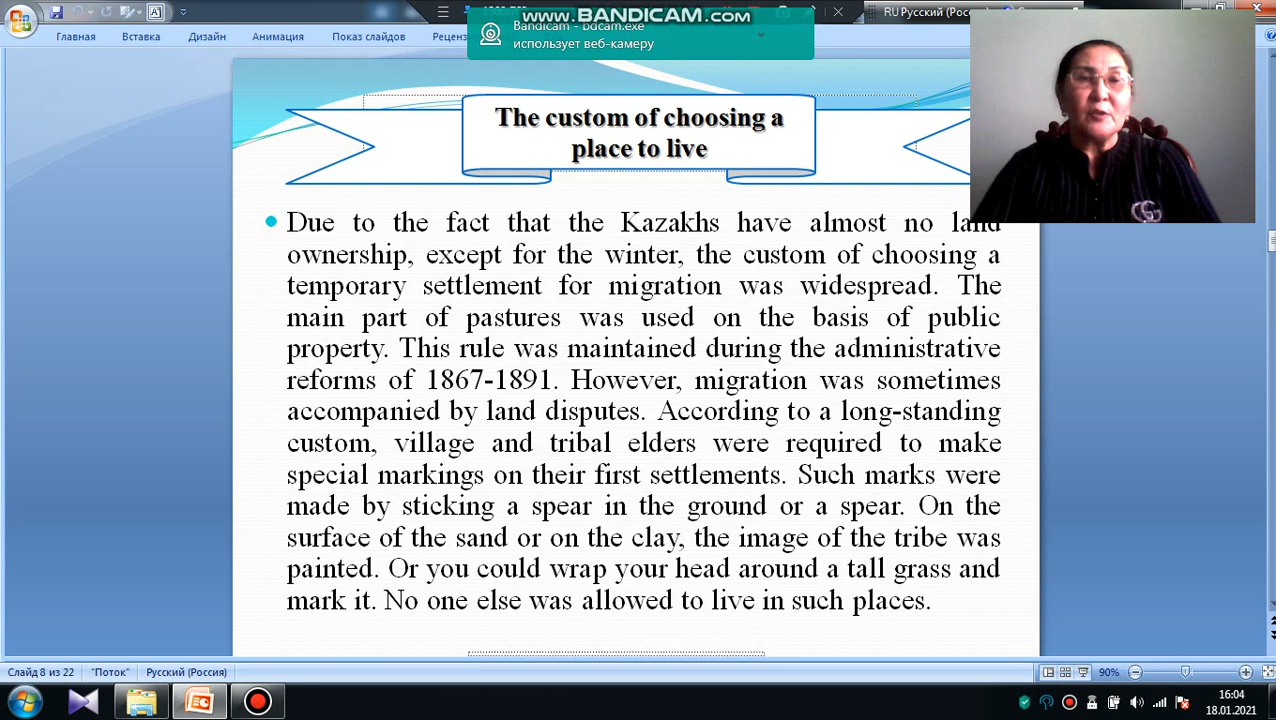 www.BANDICAM.com
RU Русский (Рос
Bandicam - bdcam.exe
использует веб-камеру
Главная Вставка Дизайн Анимация Показ слайдов Реценз
The custom of choosing a
place to live
Due to the fact that the Kazakhs have almost no land
ownership, except for the winter, the custom of choosing a
temporary settlement for migration was widespread. The
main part of pastures was used on the basis of public
property. This rule was maintained during the administrative
reforms of 1867-1891. However, migration was sometimes
accompanied by land disputes. According to a long-standing
custom, village and tribal elders were required to make
special markings on their first settlements. Such marks were
made by sticking a spear in the ground or a spear. On the
surface of the sand or on the clay, the image of the tribe was
painted. Or you could wrap your head around a tall grass and
mark it. No one else was allowed to live in such places.
Слайд 8 из 22 "Поток" Русский (Россия) 90%
16:04
18.01.2021